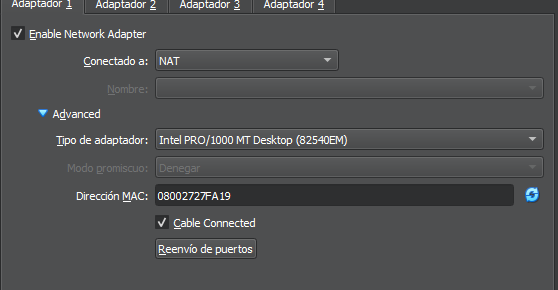 Adaptador 1 Adaptador 2 Adaptador 3 Adaptador 4
Enable Network Adapter
Conectado a: NAT
Nombre:
Advanced
Tipo de adaptador: Intel PRO/1000 MT Desktop (82540EM)
Modo promiscuo: Denegar
Dirección MAC: 08002727FA19
Cable Connected
Reenvío de puertos